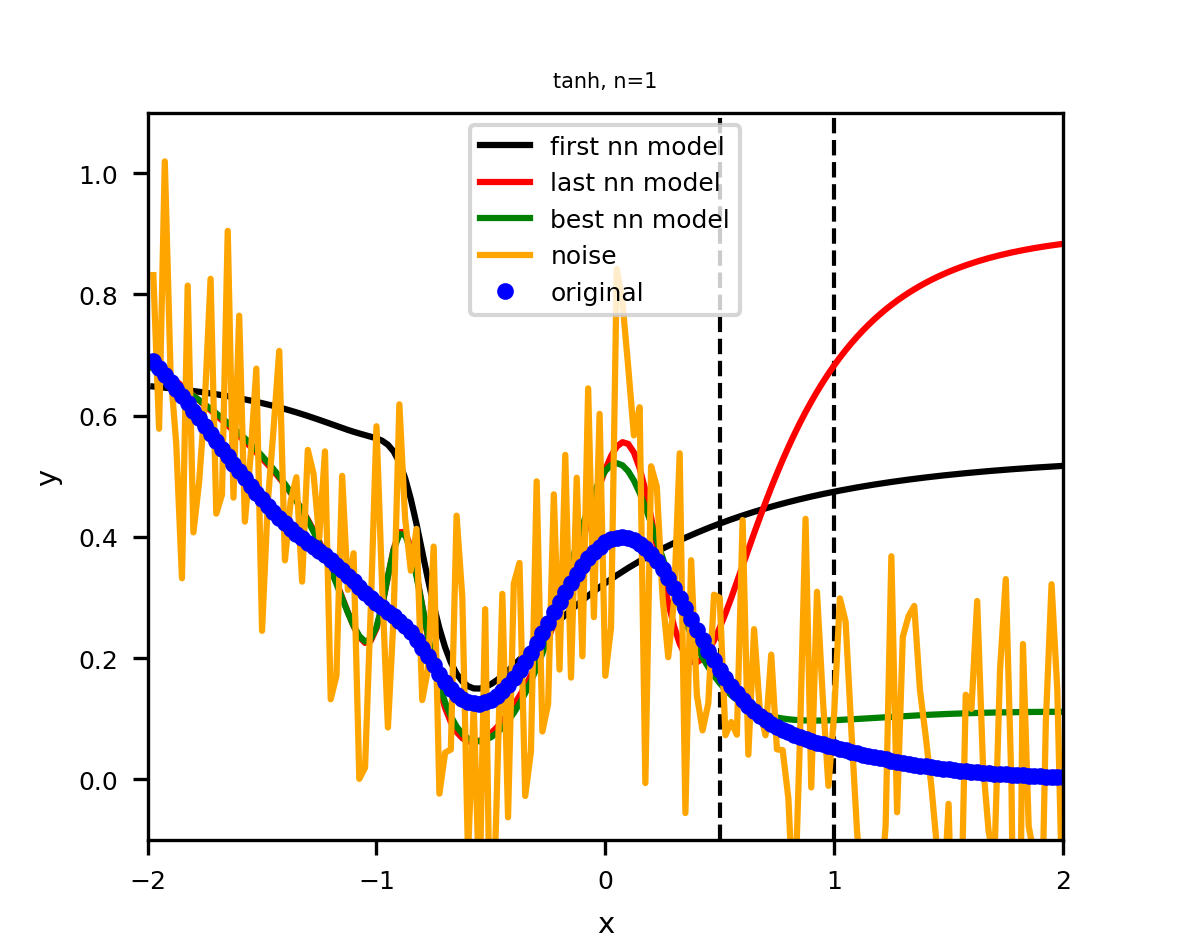 tanh, n=1
first nn model
last nn model
best nn model
noise
original
1.0
0.8
0.6
0.4
0.2
0.0
y
−2 −1 0 1 2
x